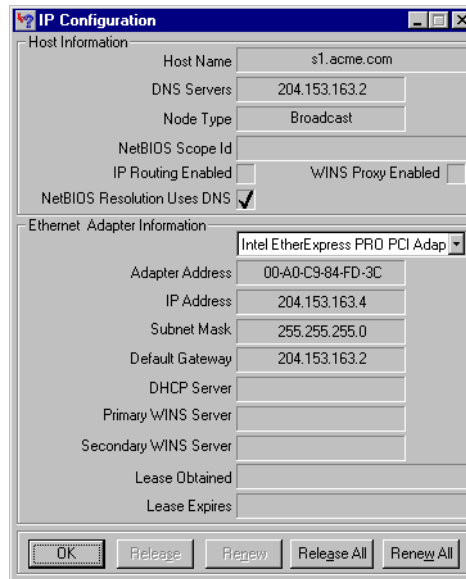 IP Configuration
Host Information
Host Name s1.acme.com
DNS Servers 204.153.163.2
Node Type Broadcast
NetBIOS Scope Id
IP Routing Enabled WINS Proxy Enabled
NetBIOS Resolution Uses DNS
Ethernet Adapter Information
Intel EtherExpress PRO PCI Adap
Adapter Address 00-A0-C9-84-FD-3C
IP Address 204.153.163.4
Subnet Mask 255.255.255.0
Default Gateway 204.153.163.2
DHCP Server
Primary WINS Server
Secondary WINS Server
Lease Obtained
Lease Expires
OK Release Renew Release All Renew All